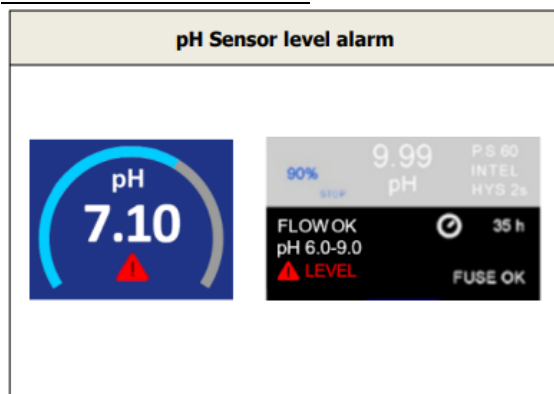 pH Sensor level alarm
pH
7.10
90%
STOP
9.99
pH
P.S 60
INTEL
HYS 2s
FLOW OK
35 h
pH 6.0-9.0
LEVEL
FUSE OK